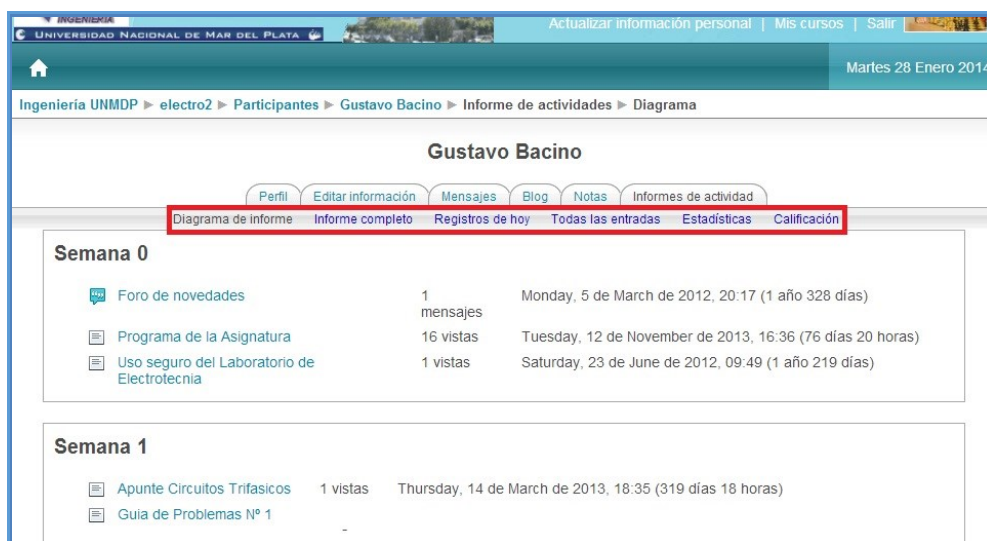 INGENIERIA
UNIVERSIDAD NACIONAL DE MAR DEL PLATA
Actualizar información personal | Mis cursos | Salir
Martes 28 Enero 2014
Ingeniería UNMDP ► electro2 ► Participantes ► Gustavo Bacino ► Informe de actividades ► Diagrama
Gustavo Bacino
Perfil Editar información Mensajes Blog Notas Informes de actividad
Diagrama de informe Informe completo Registros de hoy Todas las entradas Estadísticas Calificación
Semana 0
Foro de novedades 1 mensajes Monday, 5 de March de 2012, 20:17 (1 año 328 días)
Programa de la Asignatura 16 vistas Tuesday, 12 de November de 2013, 16:36 (76 días 20 horas)
Uso seguro del Laboratorio de 1 vistas Saturday, 23 de June de 2012, 09:49 (1 año 219 días)
Electrotecnia
Semana 1
Apunte Circuitos Trifasicos 1 vistas Thursday, 14 de March de 2013, 18:35 (319 días 18 horas)
Guia de Problemas Nº 1
-